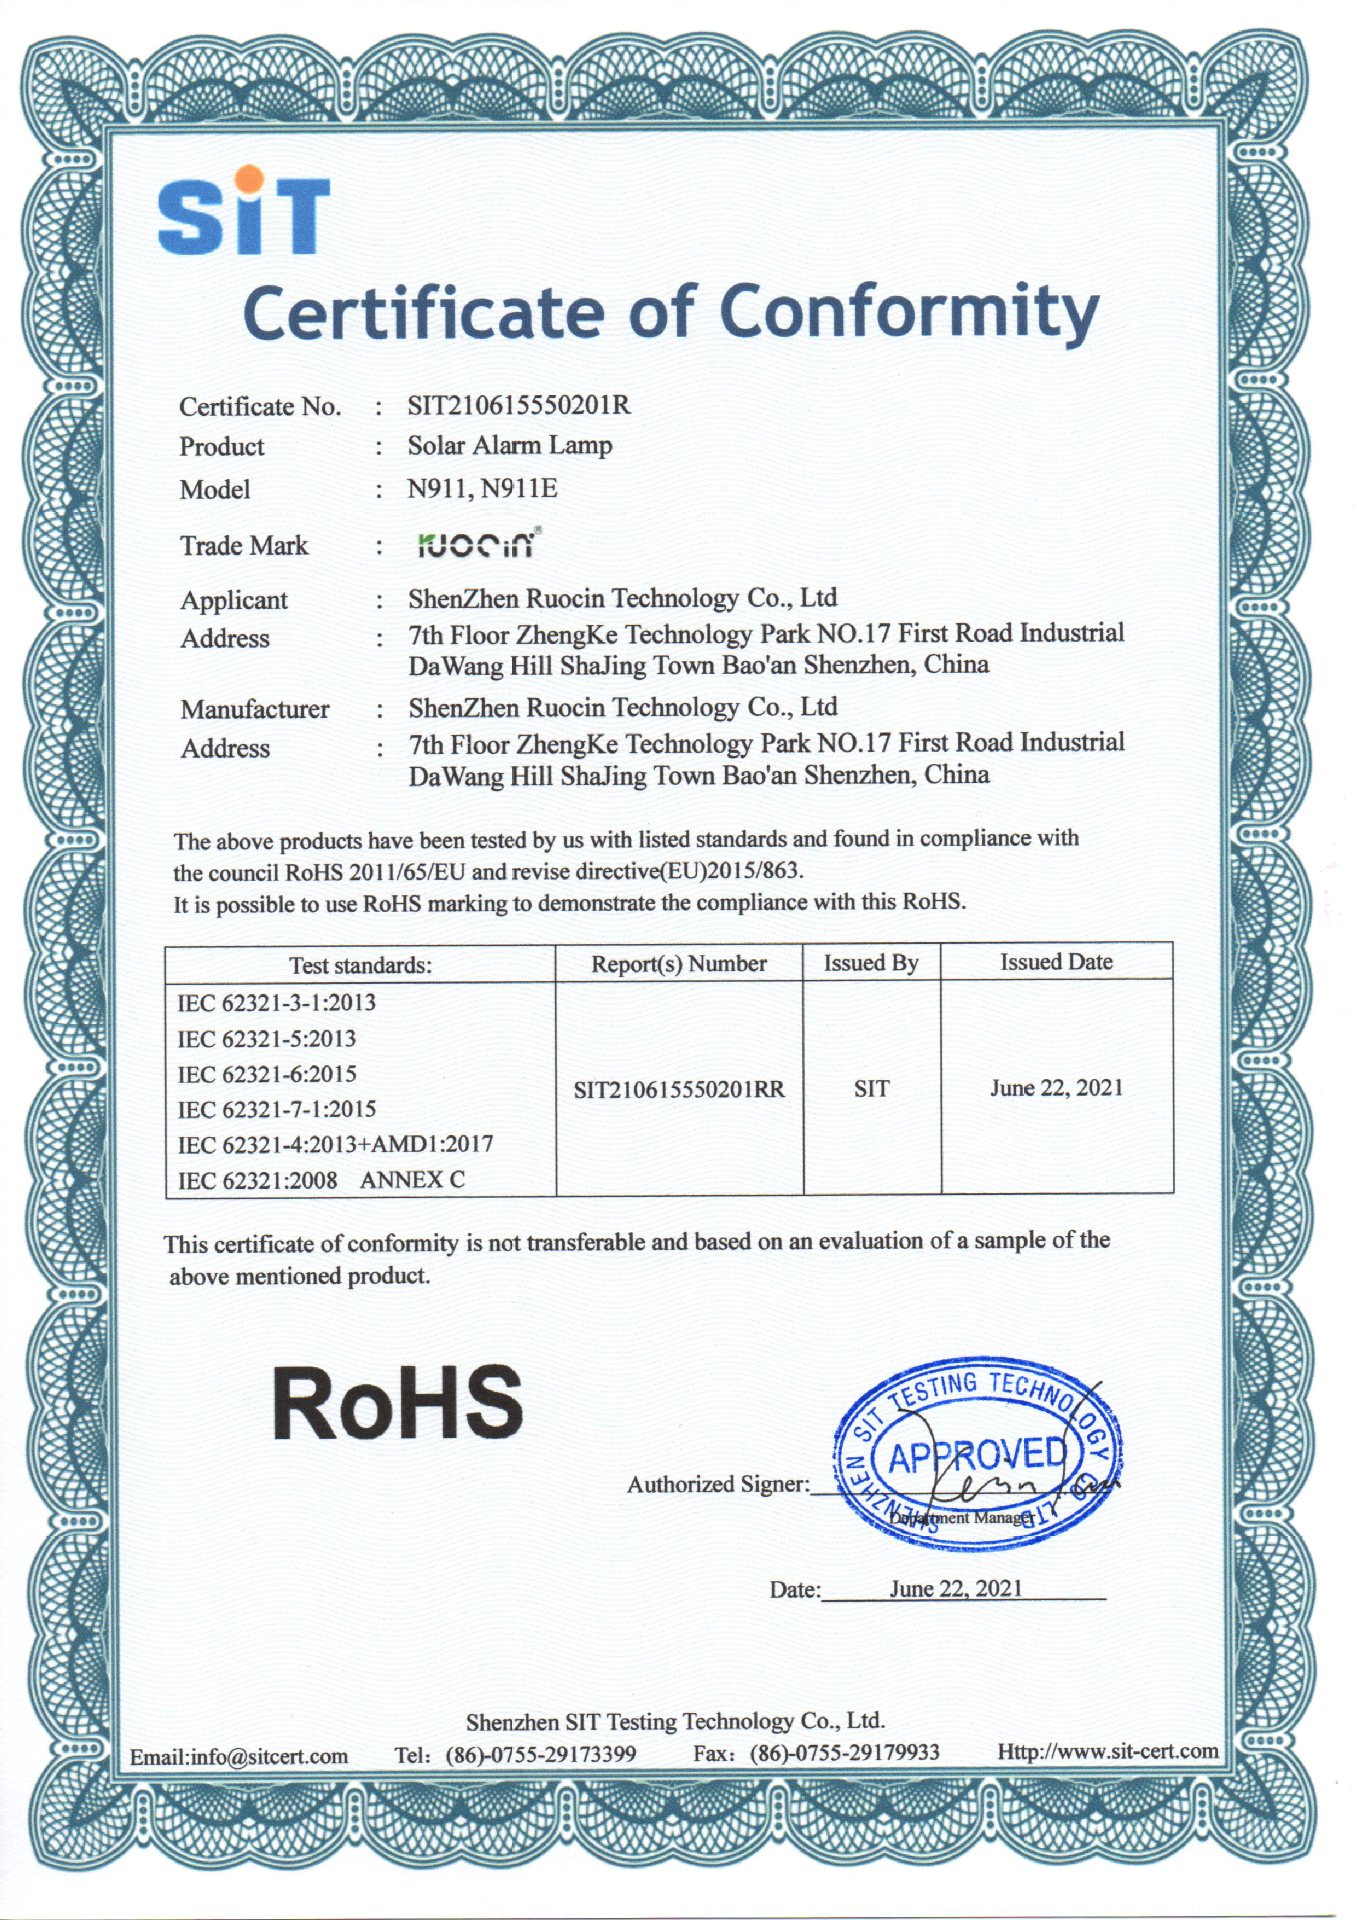 SiT
Certificate of Conformity
Certificate No. : SIT210615550201R
Product : Solar Alarm Lamp
Model : N911, N911E
Trade Mark : ruocin®
Applicant : ShenZhen Ruocin Technology Co., Ltd
Address : 7th Floor ZhengKe Technology Park NO.17 First Road Industrial
DaWang Hill ShaJing Town Bao'an Shenzhen, China
Manufacturer : ShenZhen Ruocin Technology Co., Ltd
Address : 7th Floor ZhengKe Technology Park NO.17 First Road Industrial
DaWang Hill ShaJing Town Bao'an Shenzhen, China
The above products have been tested by us with listed standards and found in compliance with
the council RoHS 2011/65/EU and revise directive(EU)2015/863.
It is possible to use RoHS marking to demonstrate the compliance with this RoHS.
Test standards: Report(s) Number Issued By Issued Date
IEC 62321-3-1:2013
IEC 62321-5:2013
IEC 62321-6:2015
IEC 62321-7-1:2015
IEC 62321-4:2013+AMD1:2017
IEC 62321:2008 ANNEX C
SIT210615550201RR SIT June 22, 2021
This certificate of conformity is not transferable and based on an evaluation of a sample of the
above mentioned product.
RoHS
SHENZHEN SIT TESTING TECHNOLOGY CO LTD
APPROVED
Authorized Signer:
Department Manager
Date: June 22, 2021
Shenzhen SIT Testing Technology Co., Ltd.
Email:info@sitcert.com Tel: (86)-0755-29173399 Fax: (86)-0755-29179933 Http://www.sit-cert.com